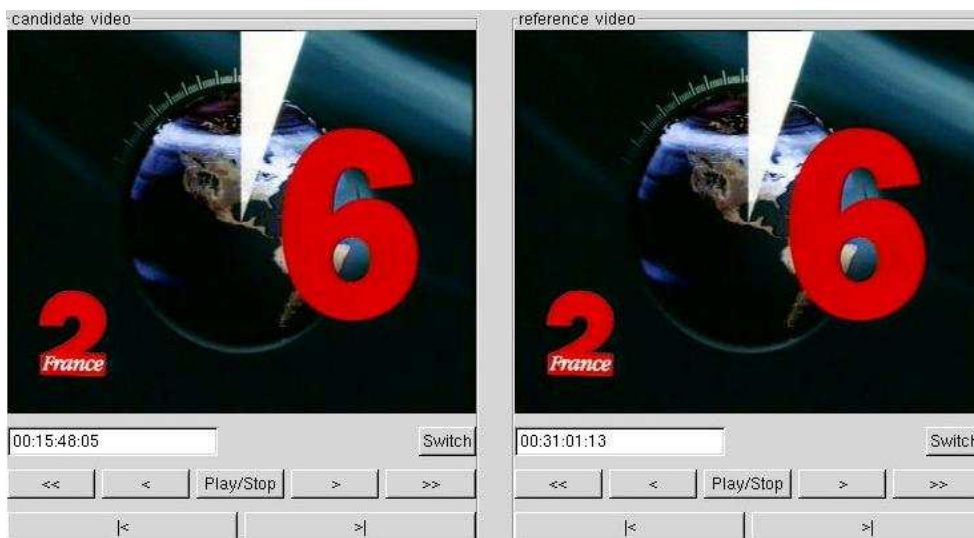 candidate video
reference video
6
6
2
France
2
France
00:15:48:05
Switch
00:31:01:13
Switch
<<
<
Play/Stop
>
>>
<<
<
Play/Stop
>
>>
|<
>|
|<
>|